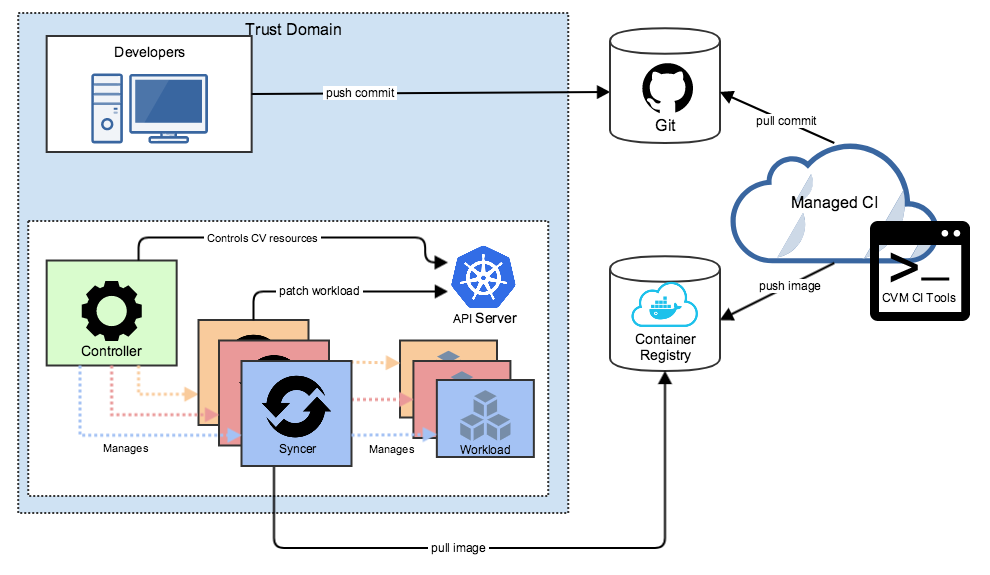 Trust Domain
Developers
push commit
Git
pull commit
Managed CI
>_
CVM CI Tools
push image
Container
Registry
Controls CV resources
patch workload
API Server
Controller
Syncer
Workload
Manages
Manages
pull image